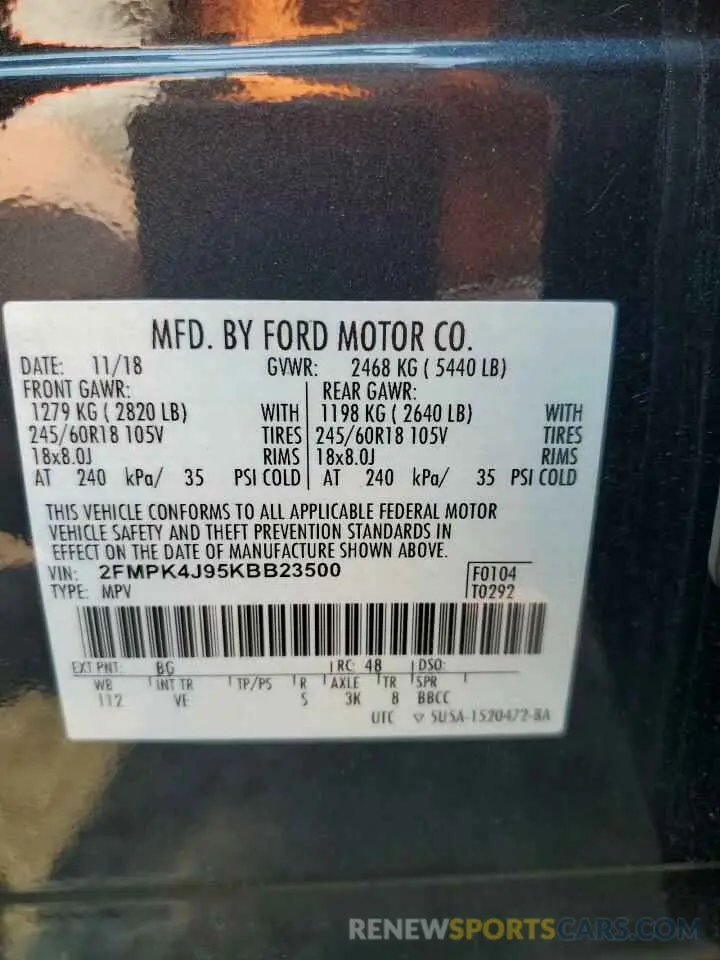 MFD. BY FORD MOTOR CO.
DATE: 11/18 GVWR: 2468 KG ( 5440 LB)
FRONT GAWR: REAR GAWR:
1279 KG ( 2820 LB) WITH 1198 KG ( 2640 LB) WITH
245/60R18 105V TIRES 245/60R18 105V TIRES
18x8.0J RIMS 18x8.0J RIMS
AT 240 kPa/ 35 PSI COLD AT 240 kPa/ 35 PSI COLD
THIS VEHICLE CONFORMS TO ALL APPLICABLE FEDERAL MOTOR
VEHICLE SAFETY AND THEFT PREVENTION STANDARDS IN
EFFECT ON THE DATE OF MANUFACTURE SHOWN ABOVE.
VIN: 2FMPK4J95KBB23500 F0104
TYPE: MPV T0292
EXT PNT: BG RC: 48 DSO:
WB INT TR TP/PS R AXLE TR SPR
112 VE S 3K 8 BBCC
UTC ▽ 5U5A-1520472-BA
RENEWSPORTSCARS.COM